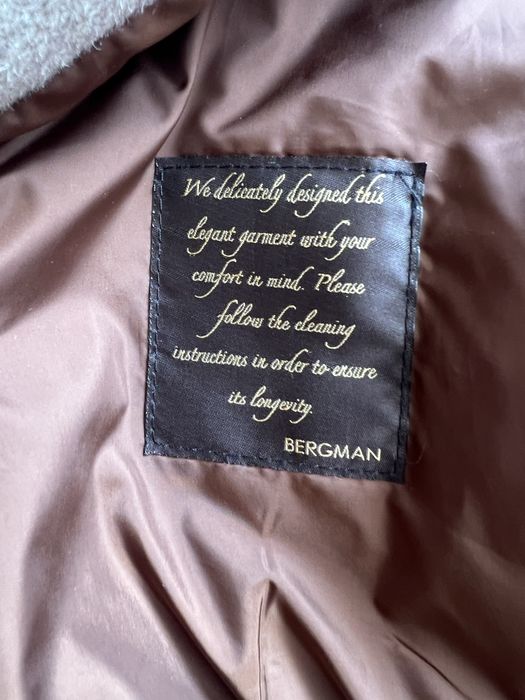 We delicately designed this
elegant garment with your
comfort in mind. Please
follow the cleaning
instructions in order to ensure
its longevity.
BERGMAN